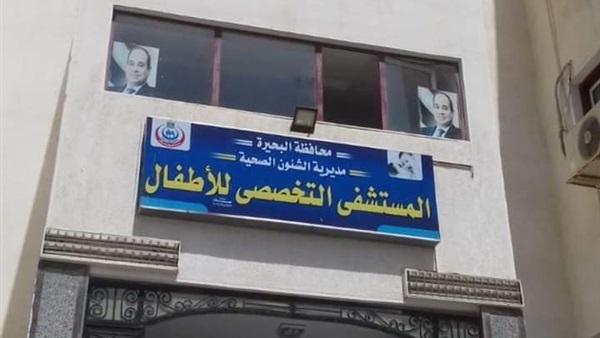 محافظة البحيرة
مديرية الشئون الصحية
المستشفى التخصصى للأطفال